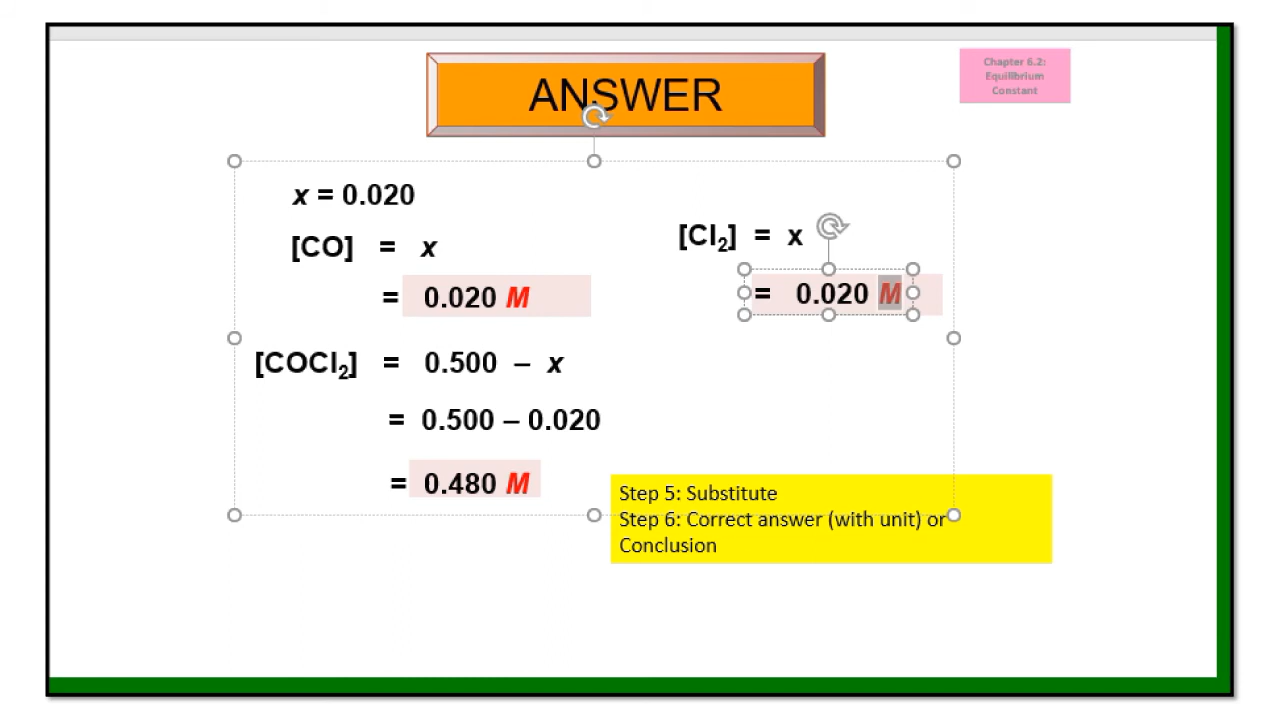 ANSWER
Chapter 6.2:
Equilibrium
Constant
x = 0.020
[CO] = x
= 0.020 M
[Cl₂] = x
= 0.020 M
[COCl₂] = 0.500 – x
= 0.500 – 0.020
= 0.480 M
Step 5: Substitute
Step 6: Correct answer (with unit) or
Conclusion